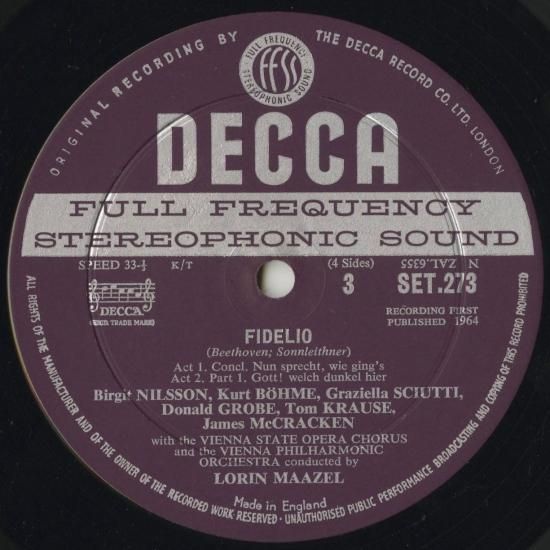 ORIGINAL RECORDING BY THE DECCA RECORD CO. LTD. LONDON
FULL FREQUENCY
ffss
STEREOPHONIC SOUND
DECCA
FULL FREQUENCY
STEREOPHONIC SOUND
SPEED 33⅓ K/T (4 Sides) N ZAL.6355
3 SET.273
DECCA
(REGD. TRADE MARK)
RECORDING FIRST
PUBLISHED 1964
FIDELIO
(Beethoven; Sonnleithner)
Act 1. Concl. Nun sprecht, wie ging's
Act 2. Part 1. Gott! welch dunkel hier
Birgit NILSSON, Kurt BÖHME, Graziella SCIUTTI,
Donald GROBE, Tom KRAUSE,
James McCRACKEN
with the VIENNA STATE OPERA CHORUS
and the VIENNA PHILHARMONIC
ORCHESTRA conducted by
LORIN MAAZEL
Made in England
ALL RIGHTS OF THE MANUFACTURER AND OF THE OWNER OF THE RECORDED WORK RESERVED · UNAUTHORISED PUBLIC PERFORMANCE BROADCASTING AND COPYING OF THIS RECORD PROHIBITED